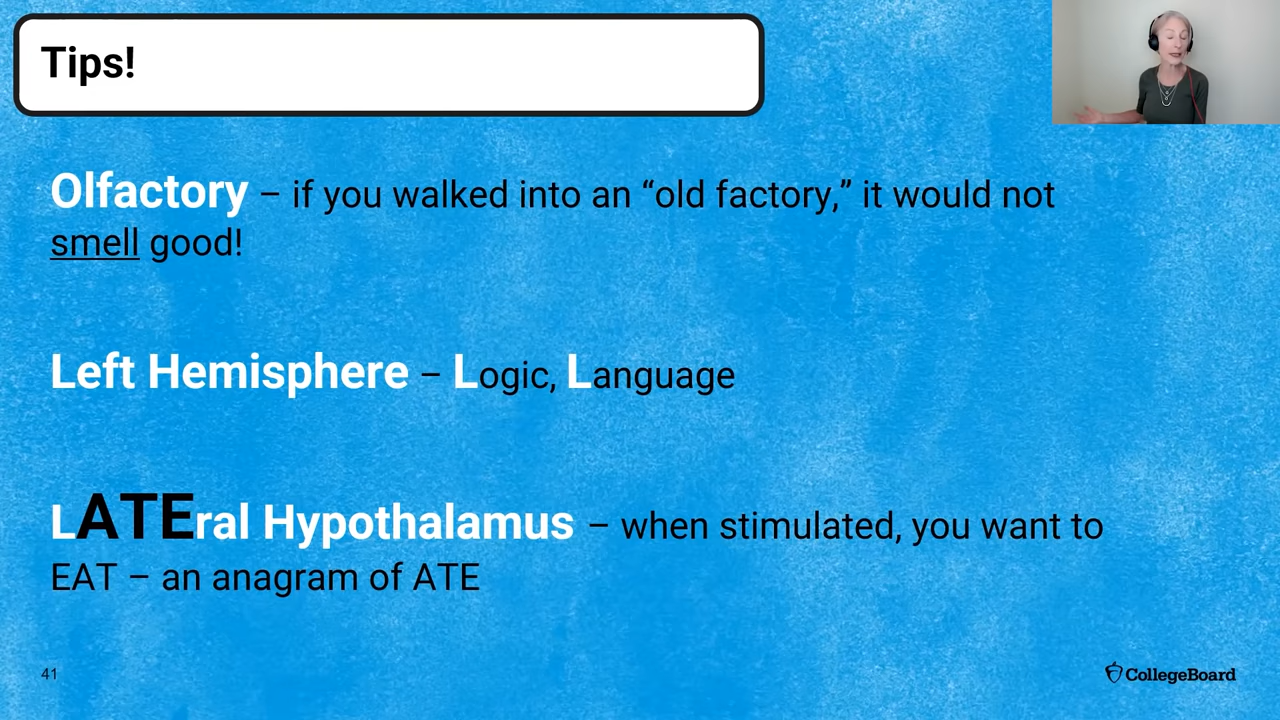 Tips!
Olfactory – if you walked into an “old factory,” it would not
smell good!
Left Hemisphere – Logic, Language
LATEral Hypothalamus – when stimulated, you want to
EAT – an anagram of ATE
41
CollegeBoard